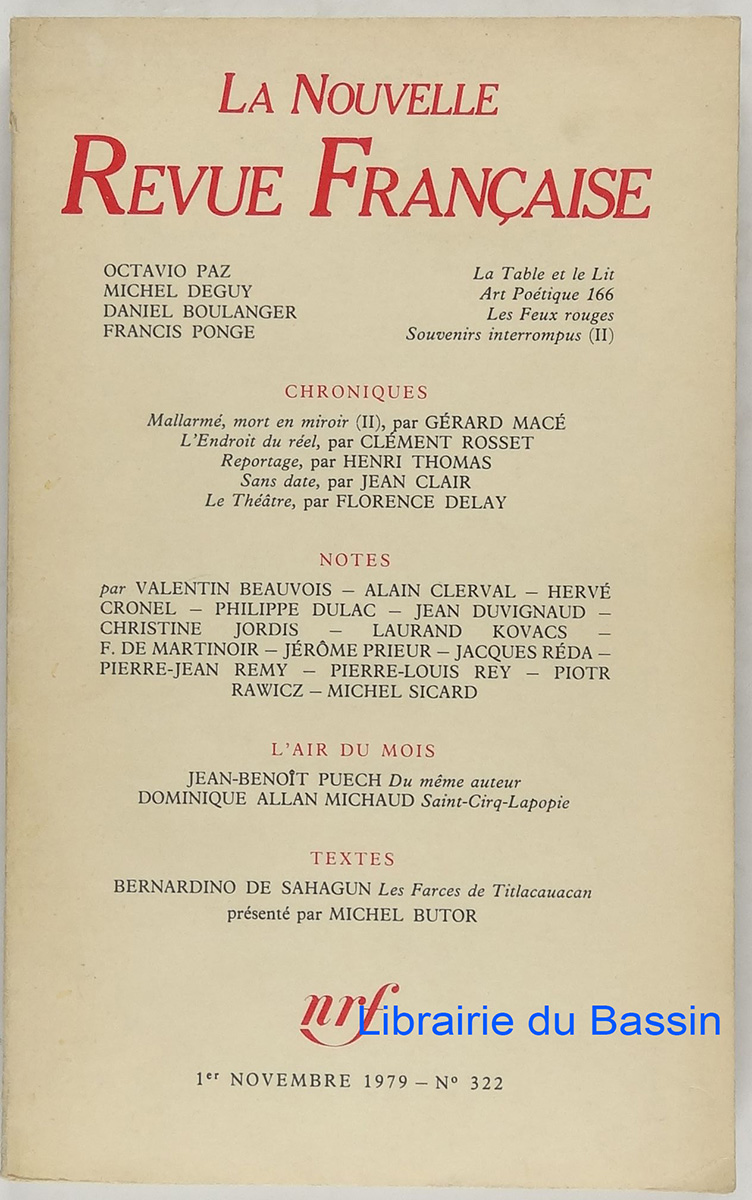 LA NOUVELLE
REVUE FRANÇAISE
OCTAVIO PAZ La Table et le Lit
MICHEL DEGUY Art Poétique 166
DANIEL BOULANGER Les Feux rouges
FRANCIS PONGE Souvenirs interrompus (II)
CHRONIQUES
Mallarmé, mort en miroir (II), par GÉRARD MACÉ
L'Endroit du réel, par CLÉMENT ROSSET
Reportage, par HENRI THOMAS
Sans date, par JEAN CLAIR
Le Théâtre, par FLORENCE DELAY
NOTES
par VALENTIN BEAUVOIS – ALAIN CLERVAL – HERVÉ
CRONEL – PHILIPPE DULAC – JEAN DUVIGNAUD –
CHRISTINE JORDIS – LAURAND KOVACS –
F. DE MARTINOIR – JÉRÔME PRIEUR – JACQUES RÉDA –
PIERRE-JEAN REMY – PIERRE-LOUIS REY – PIOTR
RAWICZ – MICHEL SICARD
L'AIR DU MOIS
JEAN-BENOÎT PUECH Du même auteur
DOMINIQUE ALLAN MICHAUD Saint-Cirq-Lapopie
TEXTES
BERNARDINO DE SAHAGUN Les Farces de Titlacauacan
présenté par MICHEL BUTOR
nrf
Librairie du Bassin
1er NOVEMBRE 1979 – Nº 322